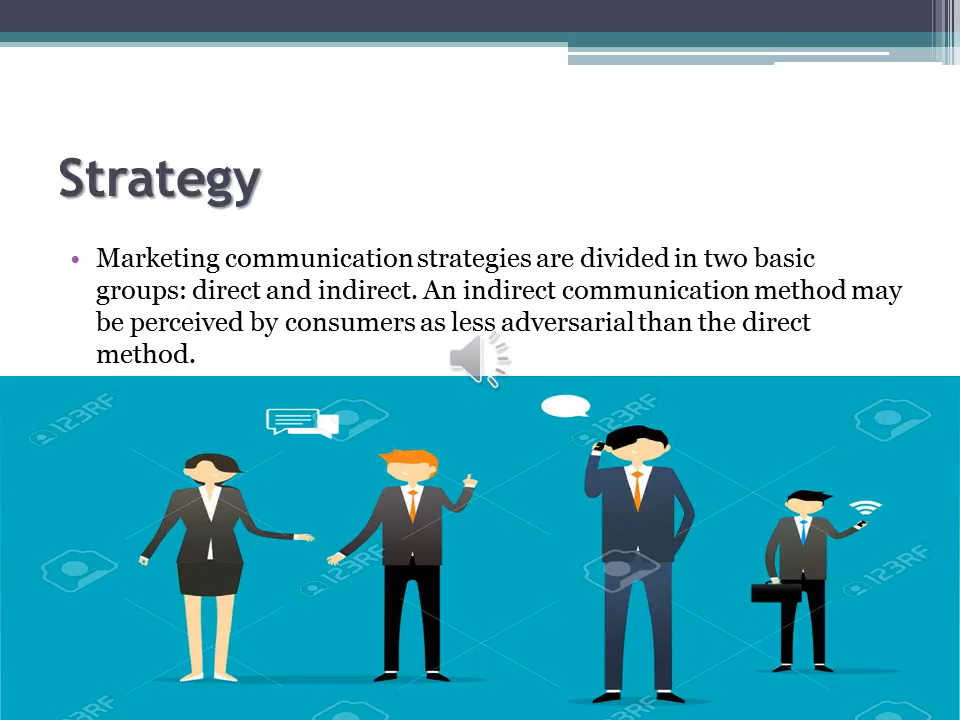 Strategy
• Marketing communication strategies are divided in two basic
groups: direct and indirect. An indirect communication method may
be perceived by consumers as less adversarial than the direct
method.
123RF
123RF
123RF
123RF
123RF
123RF